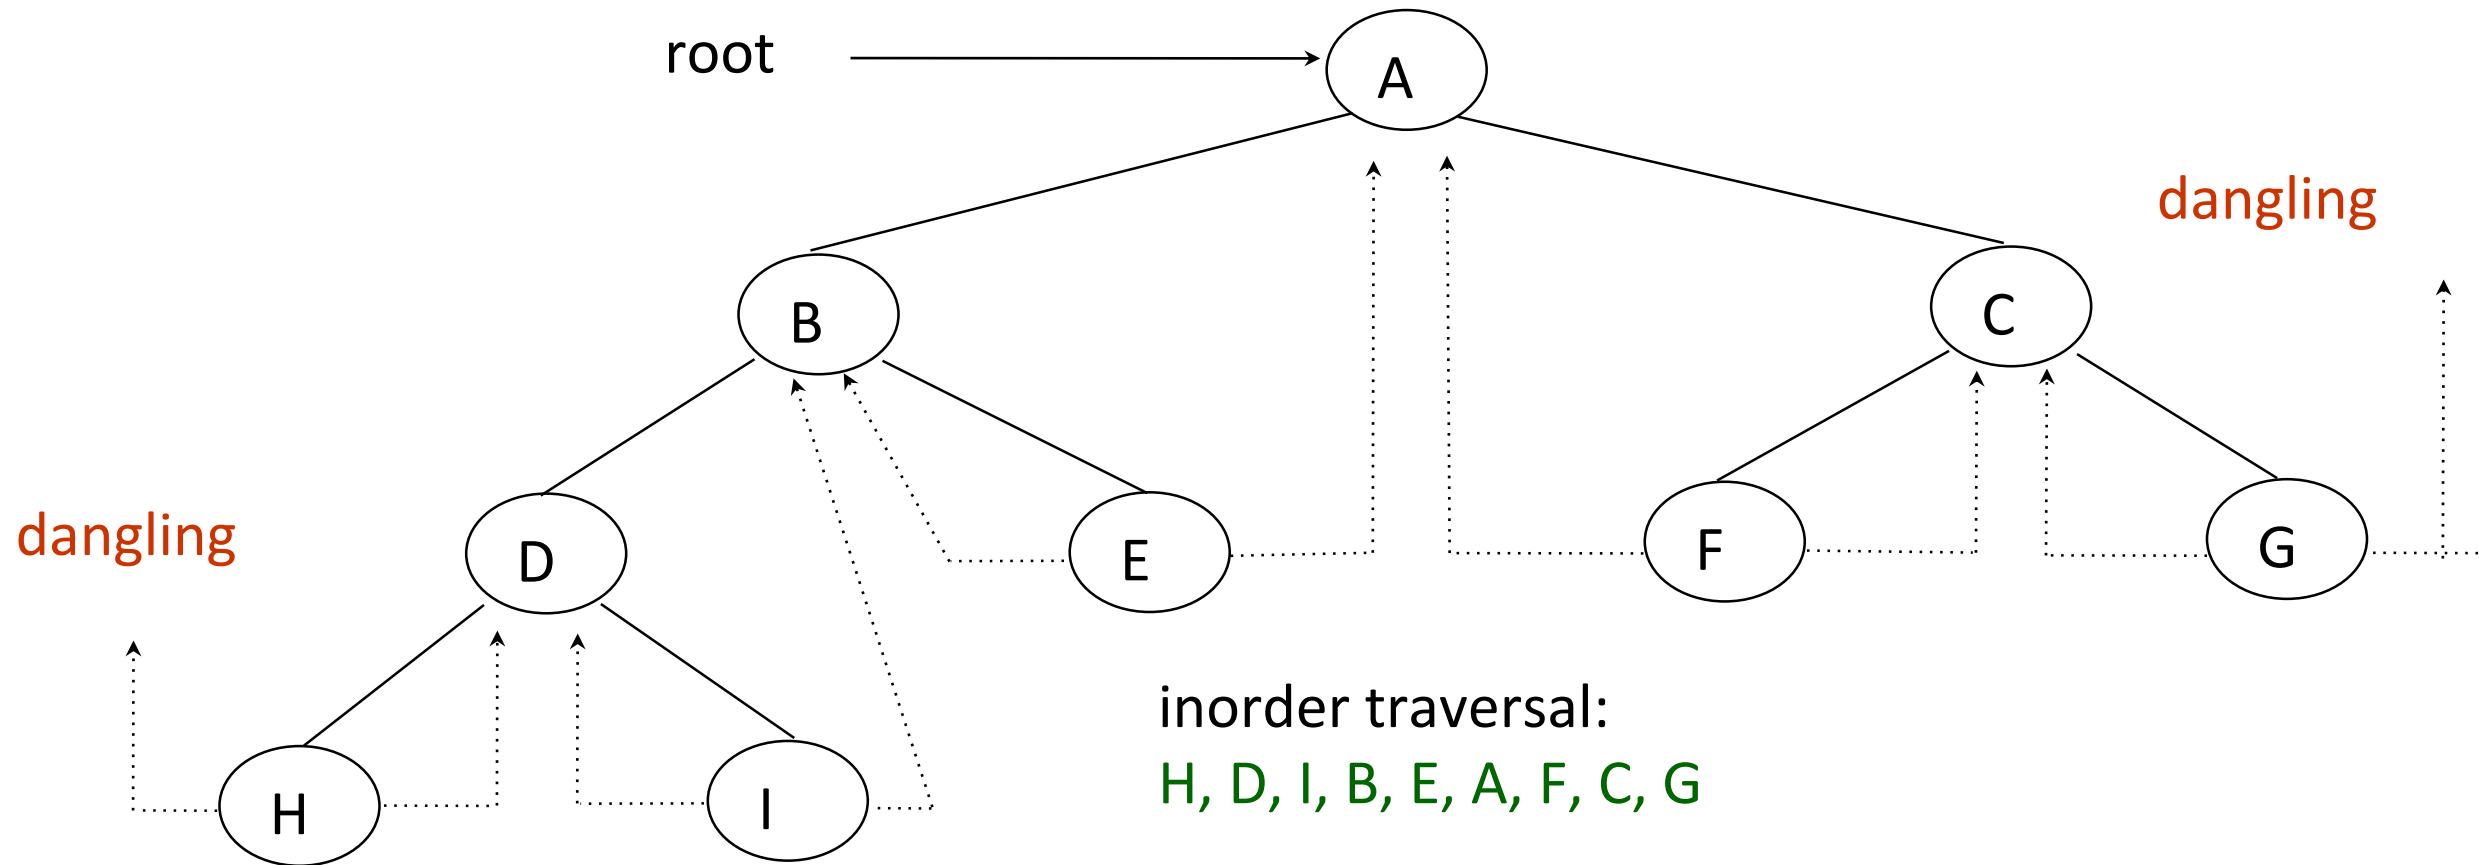 root
A
dangling
B
C
dangling
D
E
F
G
H
I
inorder traversal:
H, D, I, B, E, A, F, C, G